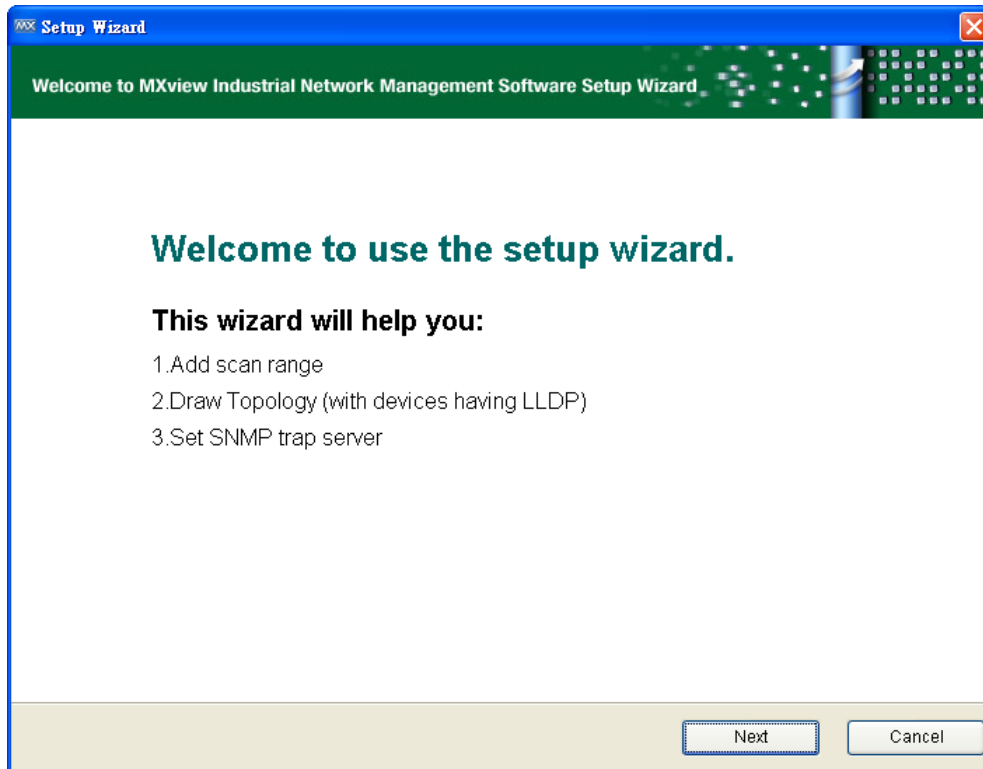 MX Setup Wizard
Welcome to MXview Industrial Network Management Software Setup Wizard
Welcome to use the setup wizard.
This wizard will help you:
1.Add scan range
2.Draw Topology (with devices having LLDP)
3.Set SNMP trap server
Next Cancel